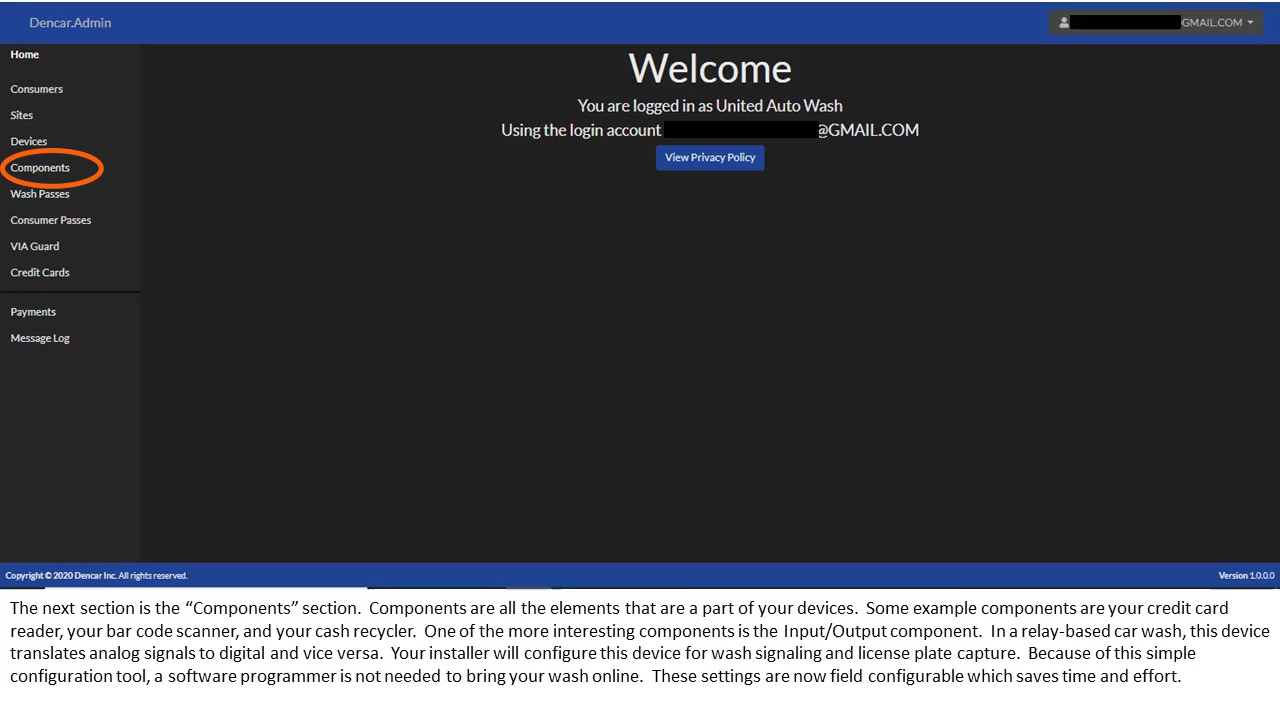 Dencar.Admin
GMAIL.COM
Home
Consumers
Sites
Devices
Components
Wash Passes
Consumer Passes
VIA Guard
Credit Cards
Payments
Message Log
Welcome
You are logged in as United Auto Wash
Using the login account @GMAIL.COM
View Privacy Policy
Copyright © 2020 Dencar Inc. All rights reserved.
Version 1.0.0.0
The next section is the “Components” section.  Components are all the elements that are a part of your devices.  Some example components are your credit card
reader, your bar code scanner, and your cash recycler.  One of the more interesting components is the Input/Output component.  In a relay-based car wash, this device
translates analog signals to digital and vice versa.  Your installer will configure this device for wash signaling and license plate capture.  Because of this simple
configuration tool, a software programmer is not needed to bring your wash online.  These settings are now field configurable which saves time and effort.